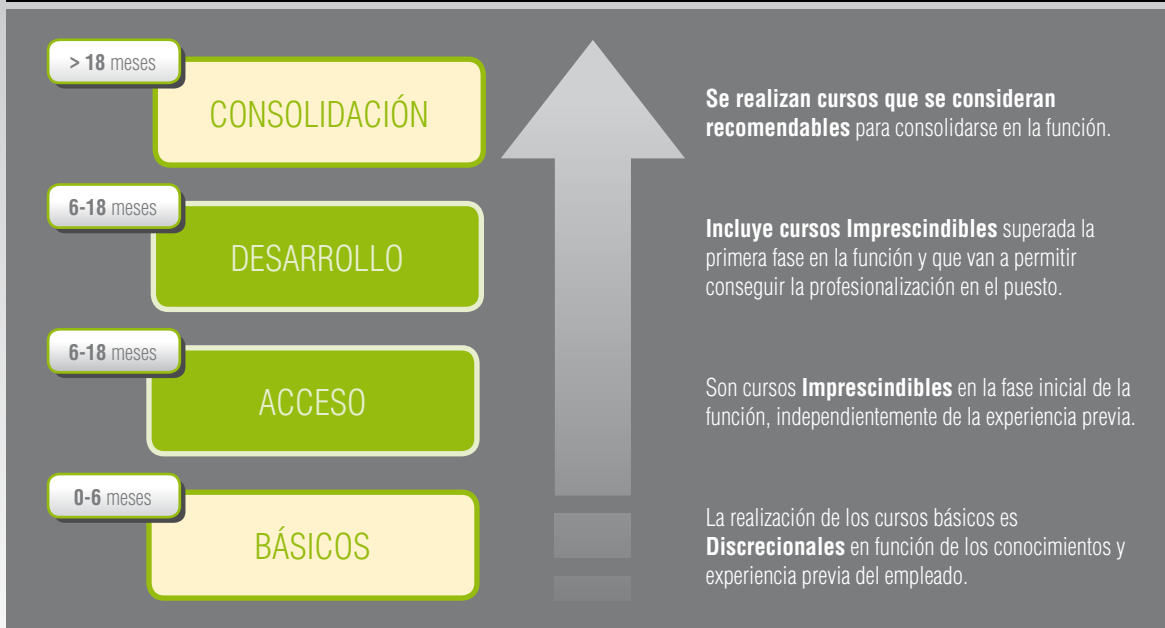 > 18 meses
CONSOLIDACIÓN
Se realizan cursos que se consideran
recomendables para consolidarse en la función.
6-18 meses
DESARROLLO
Incluye cursos Imprescindibles superada la
primera fase en la función y que van a permitir
conseguir la profesionalización en el puesto.
6-18 meses
ACCESO
Son cursos Imprescindibles en la fase inicial de la
función, independientemente de la experiencia previa.
0-6 meses
BÁSICOS
La realización de los cursos básicos es
Discrecionales en función de los conocimientos y
experiencia previa del empleado.